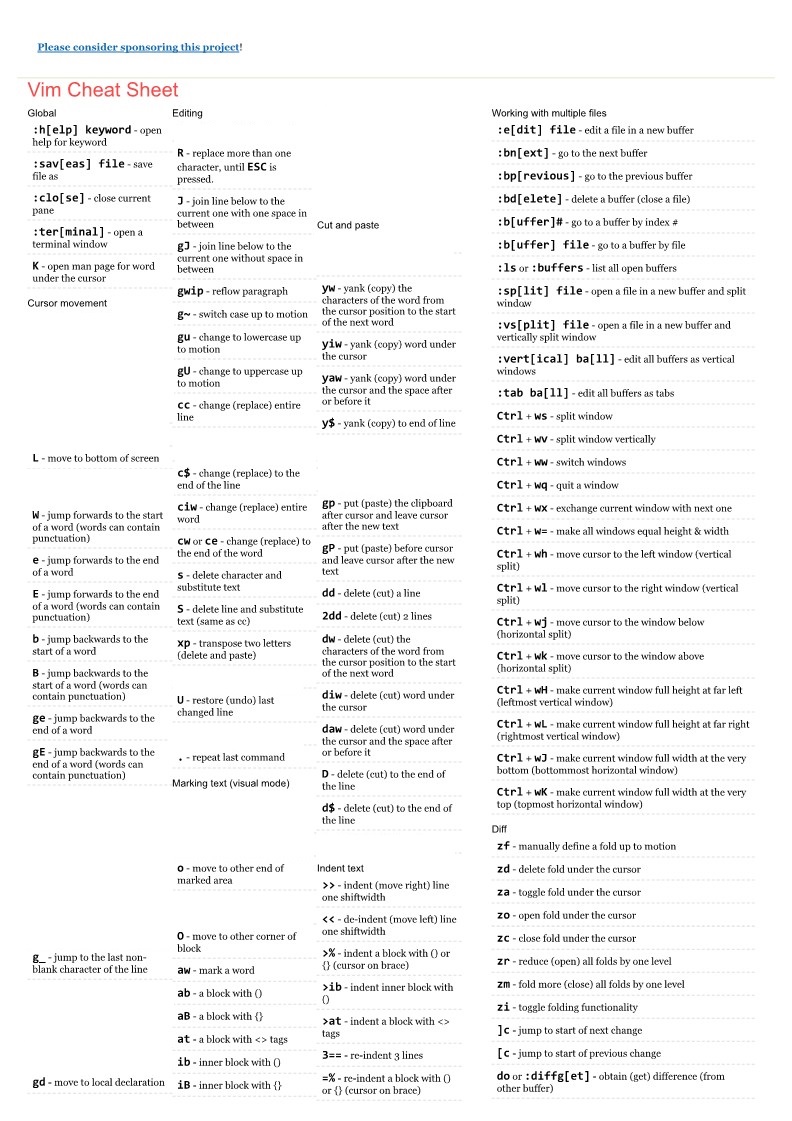 Please consider sponsoring this project!
Vim Cheat Sheet
Global
:h[elp] keyword - open
help for keyword
:sav[eas] file - save
file as
:clo[se] - close current
pane
:ter[minal] - open a
terminal window
K - open man page for word
under the cursor
Cursor movement
L - move to bottom of screen
W - jump forwards to the start
of a word (words can contain
punctuation)
e - jump forwards to the end
of a word
E - jump forwards to the end
of a word (words can contain
punctuation)
b - jump backwards to the
start of a word
B - jump backwards to the
start of a word (words can
contain punctuation)
ge - jump backwards to the
end of a word
gE - jump backwards to the
end of a word (words can
contain punctuation)
g_ - jump to the last non-
blank character of the line
gd - move to local declaration
Editing
R - replace more than one
character, until ESC is
pressed.
J - join line below to the
current one with one space in
between
gJ - join line below to the
current one without space in
between
gwip - reflow paragraph
g~ - switch case up to motion
gu - change to lowercase up
to motion
gU - change to uppercase up
to motion
cc - change (replace) entire
line
c$ - change (replace) to the
end of the line
ciw - change (replace) entire
word
cw or ce - change (replace) to
the end of the word
s - delete character and
substitute text
S - delete line and substitute
text (same as cc)
xp - transpose two letters
(delete and paste)
U - restore (undo) last
changed line
. - repeat last command
Marking text (visual mode)
o - move to other end of
marked area
O - move to other corner of
block
aw - mark a word
ab - a block with ()
aB - a block with {}
at - a block with <> tags
ib - inner block with ()
iB - inner block with {}
Cut and paste
yw - yank (copy) the
characters of the word from
the cursor position to the start
of the next word
yiw - yank (copy) word under
the cursor
yaw - yank (copy) word under
the cursor and the space after
or before it
y$ - yank (copy) to end of line
gp - put (paste) the clipboard
after cursor and leave cursor
after the new text
gP - put (paste) before cursor
and leave cursor after the new
text
dd - delete (cut) a line
2dd - delete (cut) 2 lines
dw - delete (cut) the
characters of the word from
the cursor position to the start
of the next word
diw - delete (cut) word under
the cursor
daw - delete (cut) word under
the cursor and the space after
or before it
D - delete (cut) to the end of
the line
d$ - delete (cut) to the end of
the line
Indent text
>> - indent (move right) line
one shiftwidth
<< - de-indent (move left) line
one shiftwidth
>% - indent a block with () or
{} (cursor on brace)
>ib - indent inner block with
()
>at - indent a block with <>
tags
3== - re-indent 3 lines
=% - re-indent a block with ()
or {} (cursor on brace)
Working with multiple files
:e[dit] file - edit a file in a new buffer
:bn[ext] - go to the next buffer
:bp[revious] - go to the previous buffer
:bd[elete] - delete a buffer (close a file)
:b[uffer]# - go to a buffer by index #
:b[uffer] file - go to a buffer by file
:ls or :buffers - list all open buffers
:sp[lit] file - open a file in a new buffer and split
window
:vs[plit] file - open a file in a new buffer and
vertically split window
:vert[ical] ba[ll] - edit all buffers as vertical
windows
:tab ba[ll] - edit all buffers as tabs
Ctrl + ws - split window
Ctrl + wv - split window vertically
Ctrl + ww - switch windows
Ctrl + wq - quit a window
Ctrl + wx - exchange current window with next one
Ctrl + w= - make all windows equal height & width
Ctrl + wh - move cursor to the left window (vertical
split)
Ctrl + wl - move cursor to the right window (vertical
split)
Ctrl + wj - move cursor to the window below
(horizontal split)
Ctrl + wk - move cursor to the window above
(horizontal split)
Ctrl + wH - make current window full height at far left
(leftmost vertical window)
Ctrl + wL - make current window full height at far right
(rightmost vertical window)
Ctrl + wJ - make current window full width at the very
bottom (bottommost horizontal window)
Ctrl + wK - make current window full width at the very
top (topmost horizontal window)
Diff
zf - manually define a fold up to motion
zd - delete fold under the cursor
za - toggle fold under the cursor
zo - open fold under the cursor
zc - close fold under the cursor
zr - reduce (open) all folds by one level
zm - fold more (close) all folds by one level
zi - toggle folding functionality
]c - jump to start of next change
[c - jump to start of previous change
do or :diffg[et] - obtain (get) difference (from
other buffer)